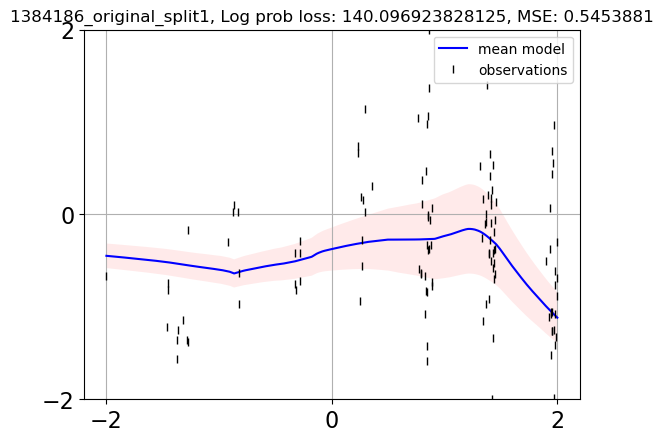 1384186_original_split1, Log prob loss: 140.096923828125, MSE: 0.5453881
2
mean model
observations
0
−2
−2
0
2